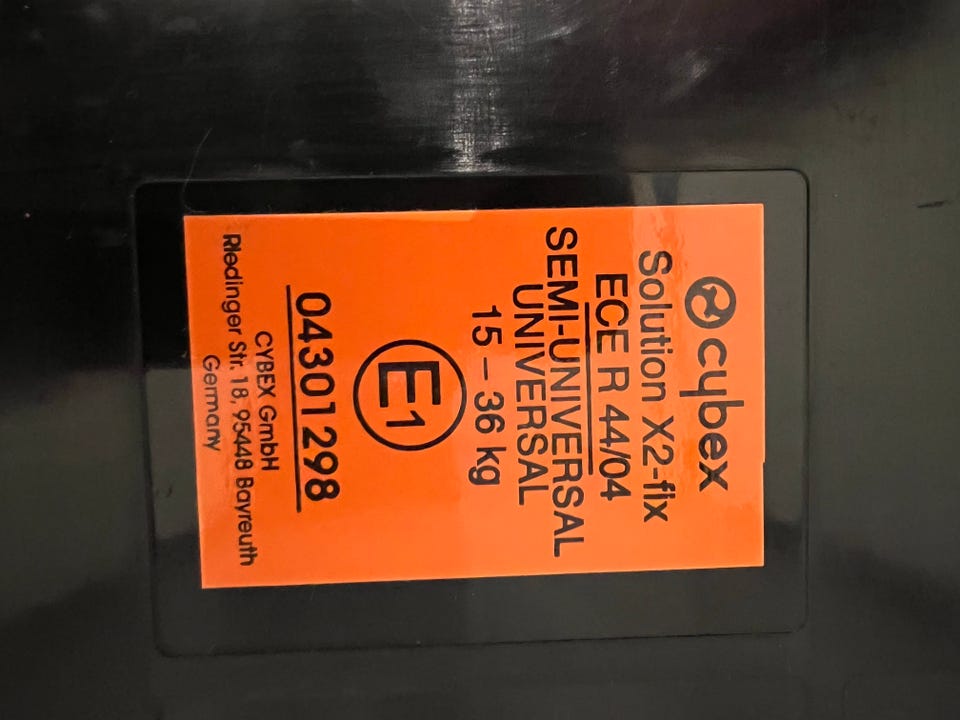 cybex
Solution X2-fix
ECE R 44/04
SEMI-UNIVERSAL
UNIVERSAL
15 – 36 kg
E1
04301298
CYBEX GmbH
Riedinger Str. 18, 95448 Bayreuth
Germany